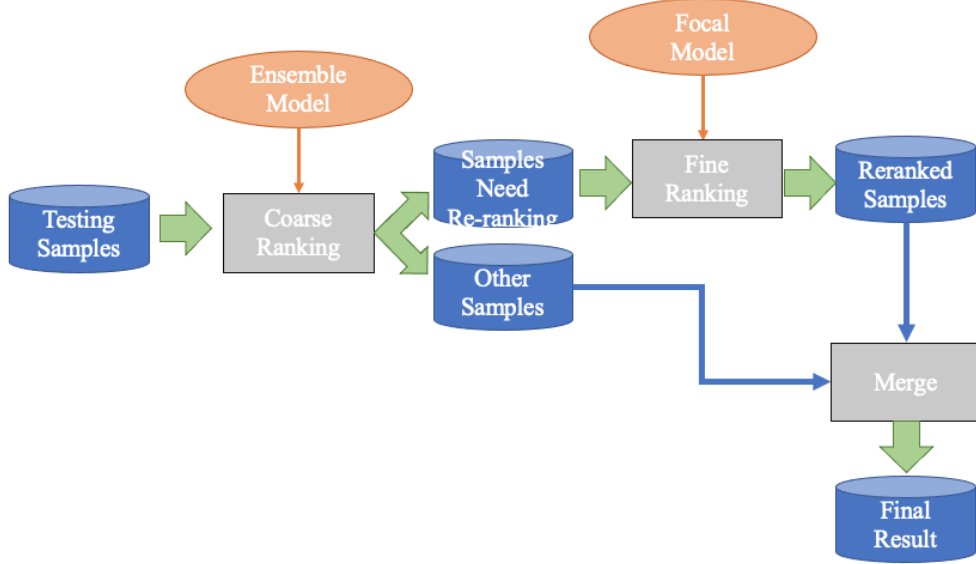 Focal
Model
Ensemble
Model
Samples
Need
Re-ranking
Fine
Ranking
Reranked
Samples
Testing
Samples
Coarse
Ranking
Other
Samples
Merge
Final
Result